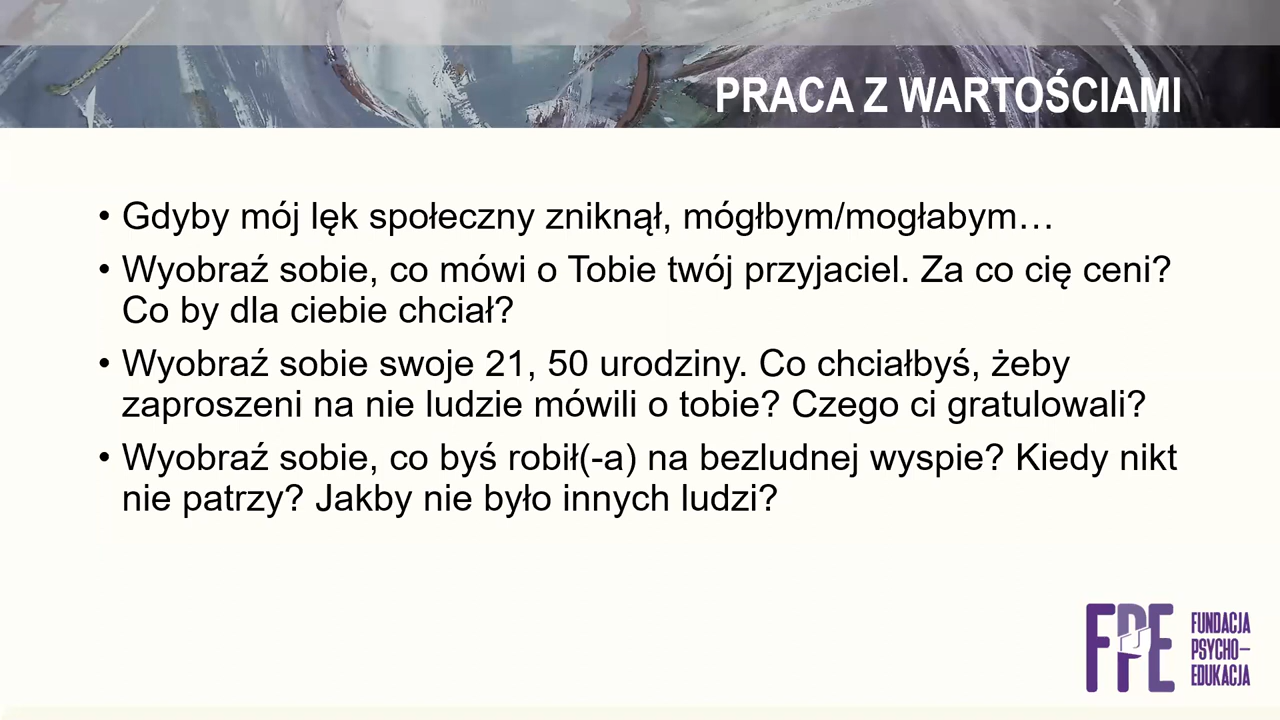 PRACA Z WARTOŚCIAMI
• Gdyby mój lęk społeczny zniknął, mógłbym/mogłabym…
• Wyobraź sobie, co mówi o Tobie twój przyjaciel. Za co cię ceni?
Co by dla ciebie chciał?
• Wyobraź sobie swoje 21, 50 urodziny. Co chciałbyś, żeby
zaproszeni na nie ludzie mówili o tobie? Czego ci gratulowali?
• Wyobraź sobie, co byś robił(-a) na bezludnej wyspie? Kiedy nikt
nie patrzy? Jakby nie było innych ludzi?
FPE
FUNDACJA
PSYCHO–
EDUKACJA